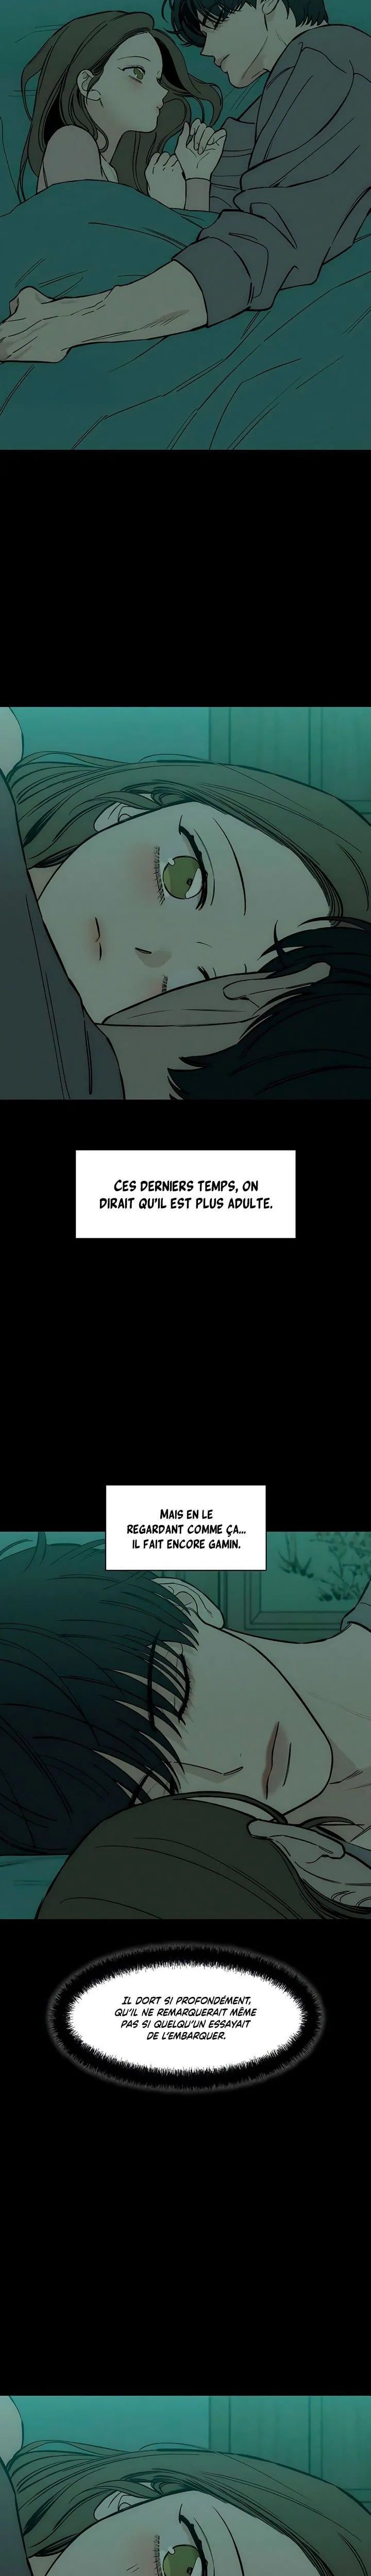 CES DERNIERS TEMPS, ON
DIRAIT QU'IL EST PLUS ADULTE.
MAIS EN LE
REGARDANT COMME ÇA...
IL FAIT ENCORE GAMIN.
IL DORT SI PROFONDÉMENT,
QU'IL NE REMARQUERAIT MÊME
PAS SI QUELQU'UN ESSAYAIT
DE L'EMBARQUER.